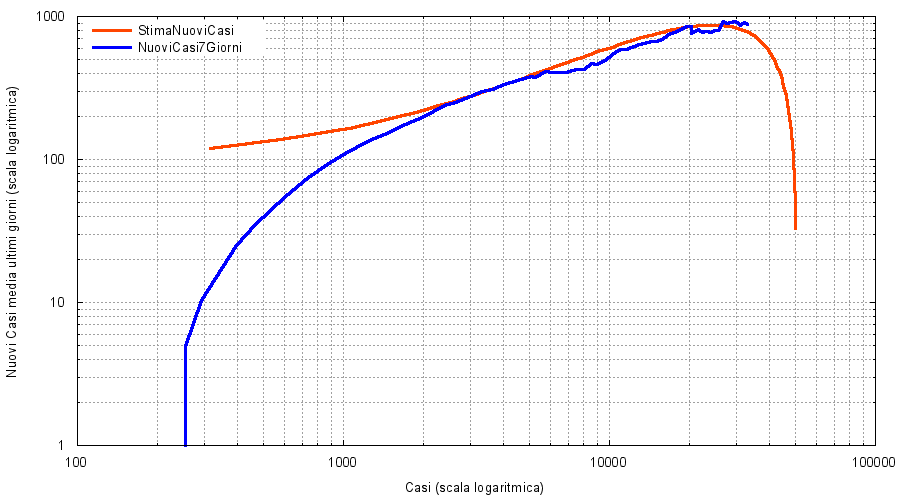 1000
StimaNuoviCasi
NuoviCasi7Giorni
100
10
1
Nuovi Casi media ultimi giorni (scala logaritmica)
100 1000 10000 100000
Casi (scala logaritmica)